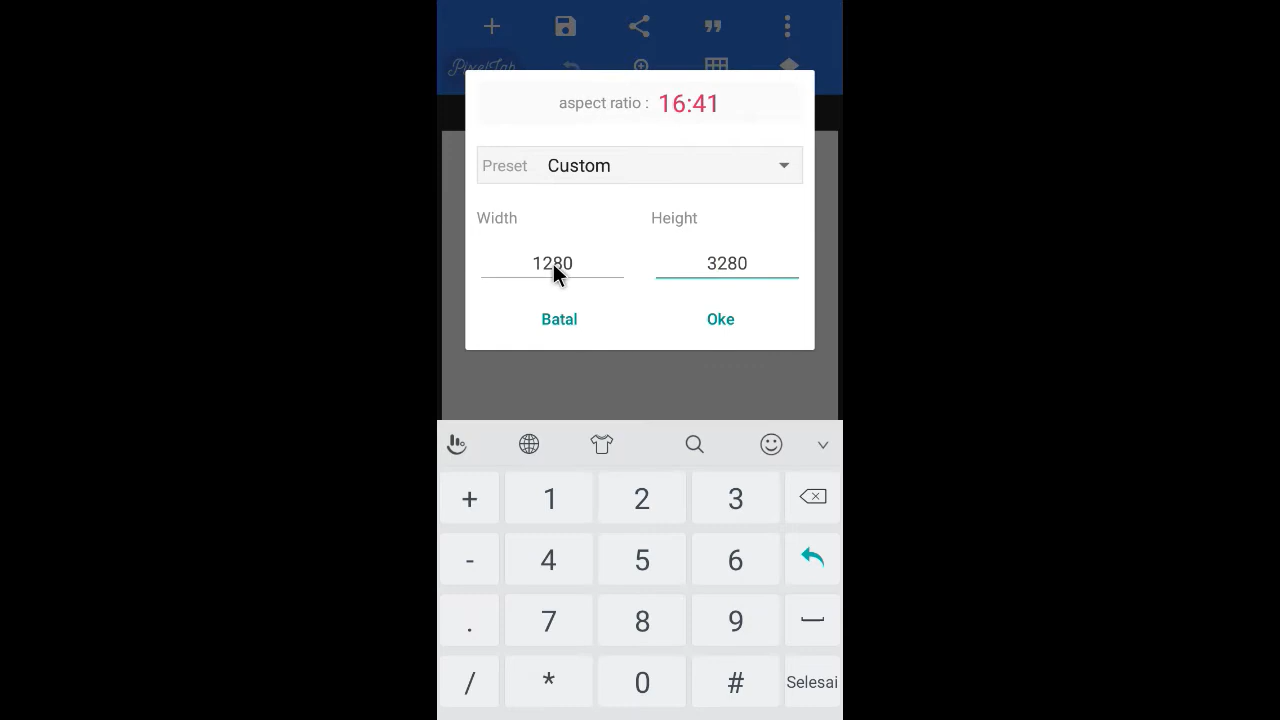 PixelLab
aspect ratio : 16:41
Preset Custom
Width Height
1280 3280
Batal Oke
+ 1 2 3
- 4 5 6
. 7 8 9
/ * 0 # Selesai